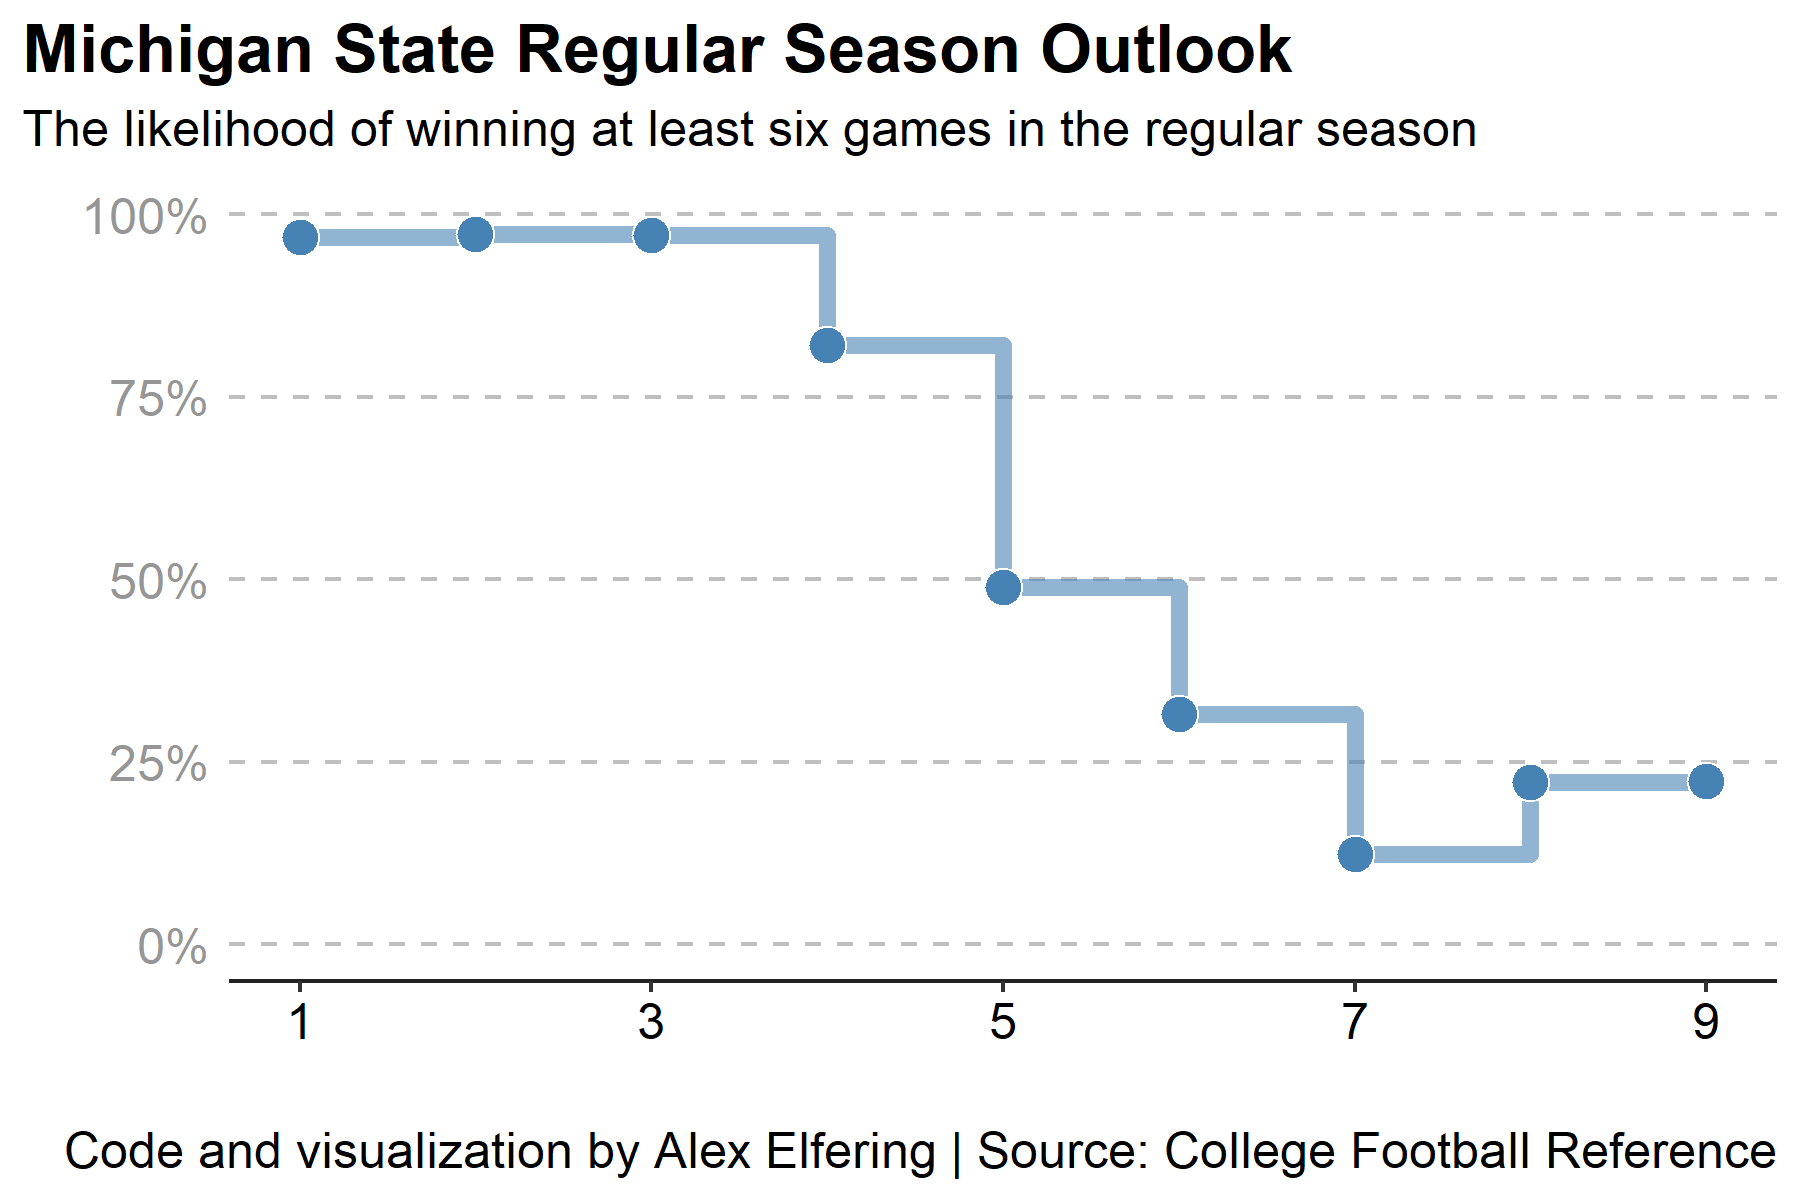 Michigan State Regular Season Outlook
The likelihood of winning at least six games in the regular season
100%
75%
50%
25%
0%
1 3 5 7 9
Code and visualization by Alex Elfering | Source: College Football Reference